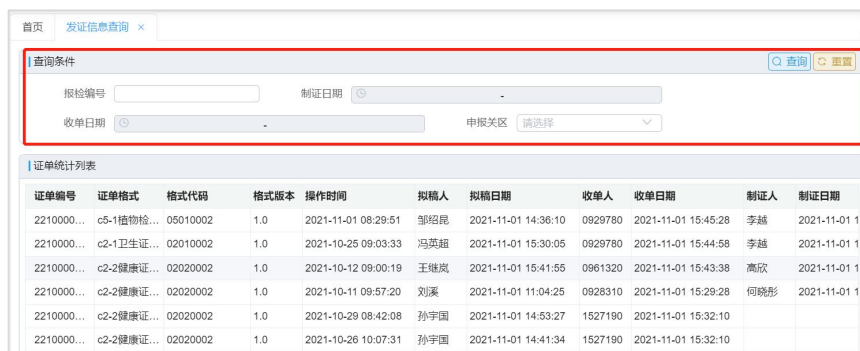 首页 发证信息查询 ×
查询条件 查询 重置
报检编号 制证日期 -
收单日期 - 申报关区 请选择
证单统计列表
证单编号 证单格式 格式代码 格式版本 操作时间 拟稿人 拟稿日期 收单人 收单日期 制证人 制证日期
2210000... c5-1植物检... 05010002 1.0 2021-11-01 08:29:51 邹绍昆 2021-11-01 14:36:10 0929780 2021-11-01 15:45:28 李越 2021-11-01 1
2210000... c2-1卫生证... 02010002 1.0 2021-10-25 09:03:33 冯英超 2021-11-01 15:30:05 0929780 2021-11-01 15:44:58 李越 2021-11-01 1
2210000... c2-2健康证... 02020002 1.0 2021-10-12 09:00:19 王继岚 2021-11-01 15:41:55 0961320 2021-11-01 15:43:38 高欣 2021-11-01 1
2210000... c2-2健康证... 02020002 1.0 2021-10-11 09:57:20 刘溪 2021-11-01 11:04:25 0928310 2021-11-01 15:29:28 何晓彤 2021-11-01 1
2210000... c2-2健康证... 02020002 1.0 2021-10-29 08:42:08 孙宇国 2021-11-01 14:53:27 1527190 2021-11-01 15:32:10
2210000... c2-2健康证... 02020002 1.0 2021-10-26 10:07:31 孙宇国 2021-11-01 14:41:34 1527190 2021-11-01 15:32:10